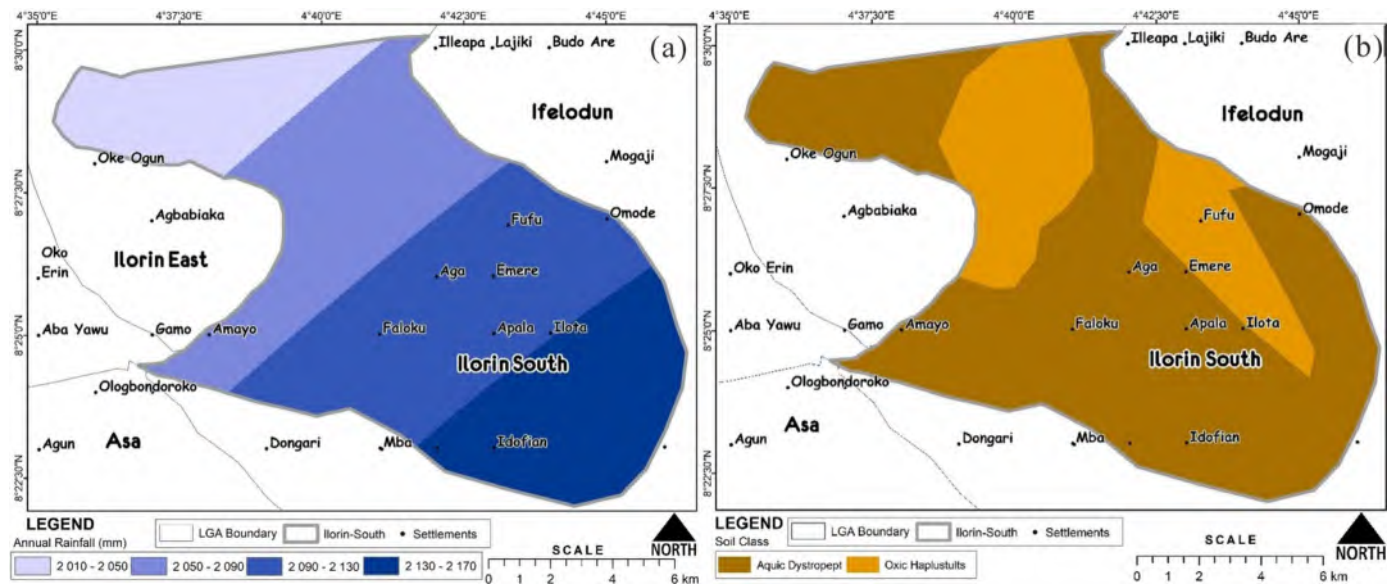 4°35'0"E 4°37'30"E 4°40'0"E 4°42'30"E 4°45'0"E
(a)
8°30'0"N
8°27'30"N
8°25'0"N
8°22'30"N
Illeapa Lajiki Budo Are
Ifelodun
Mogaji
Oke Ogun
Agbabiaka
Fufu
Omode
Oko
Erin
Ilorin East
Aga
Emere
Aba Yawu
Gamo
Amayo
Faloku
Apala
Ilota
Ilorin South
Ologbondoroko
Asa
Agun
Dongari
Mba
Idofian
LEGEND
LGA Boundary
Ilorin-South
Settlements
Annual Rainfall (mm)
2 010 - 2 050
2 050 - 2 090
2 090 - 2 130
2 130 - 2 170
SCALE
0 2 4 6 km
NORTH
4°35'0"E 4°37'30"E 4°40'0"E 4°42'30"E 4°45'0"E
(b)
8°30'0"N
8°27'30"N
8°25'0"N
8°22'30"N
Illeapa Lajiki Budo Are
Ifelodun
Mogaji
Oke Ogun
Agbabiaka
Fufu
Omode
Oko Erin
Ilorin East
Aga
Emere
Aba Yawu
Gamo
Amayo
Faloku
Apala
Ilota
Ilorin South
Ologbondoroko
Asa
Agun
Dongari
Mba
Idofian
LEGEND
LGA Boundary
Ilorin-South
Settlements
Soil Class
Aquic Dystropept
Oxic Haplustults
SCALE
0 2 4 6 km
NORTH